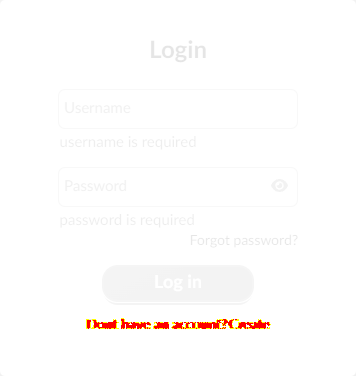 Login
Username
username is required
Password
password is required
Forgot password?
Log in
Dont have an account?Create